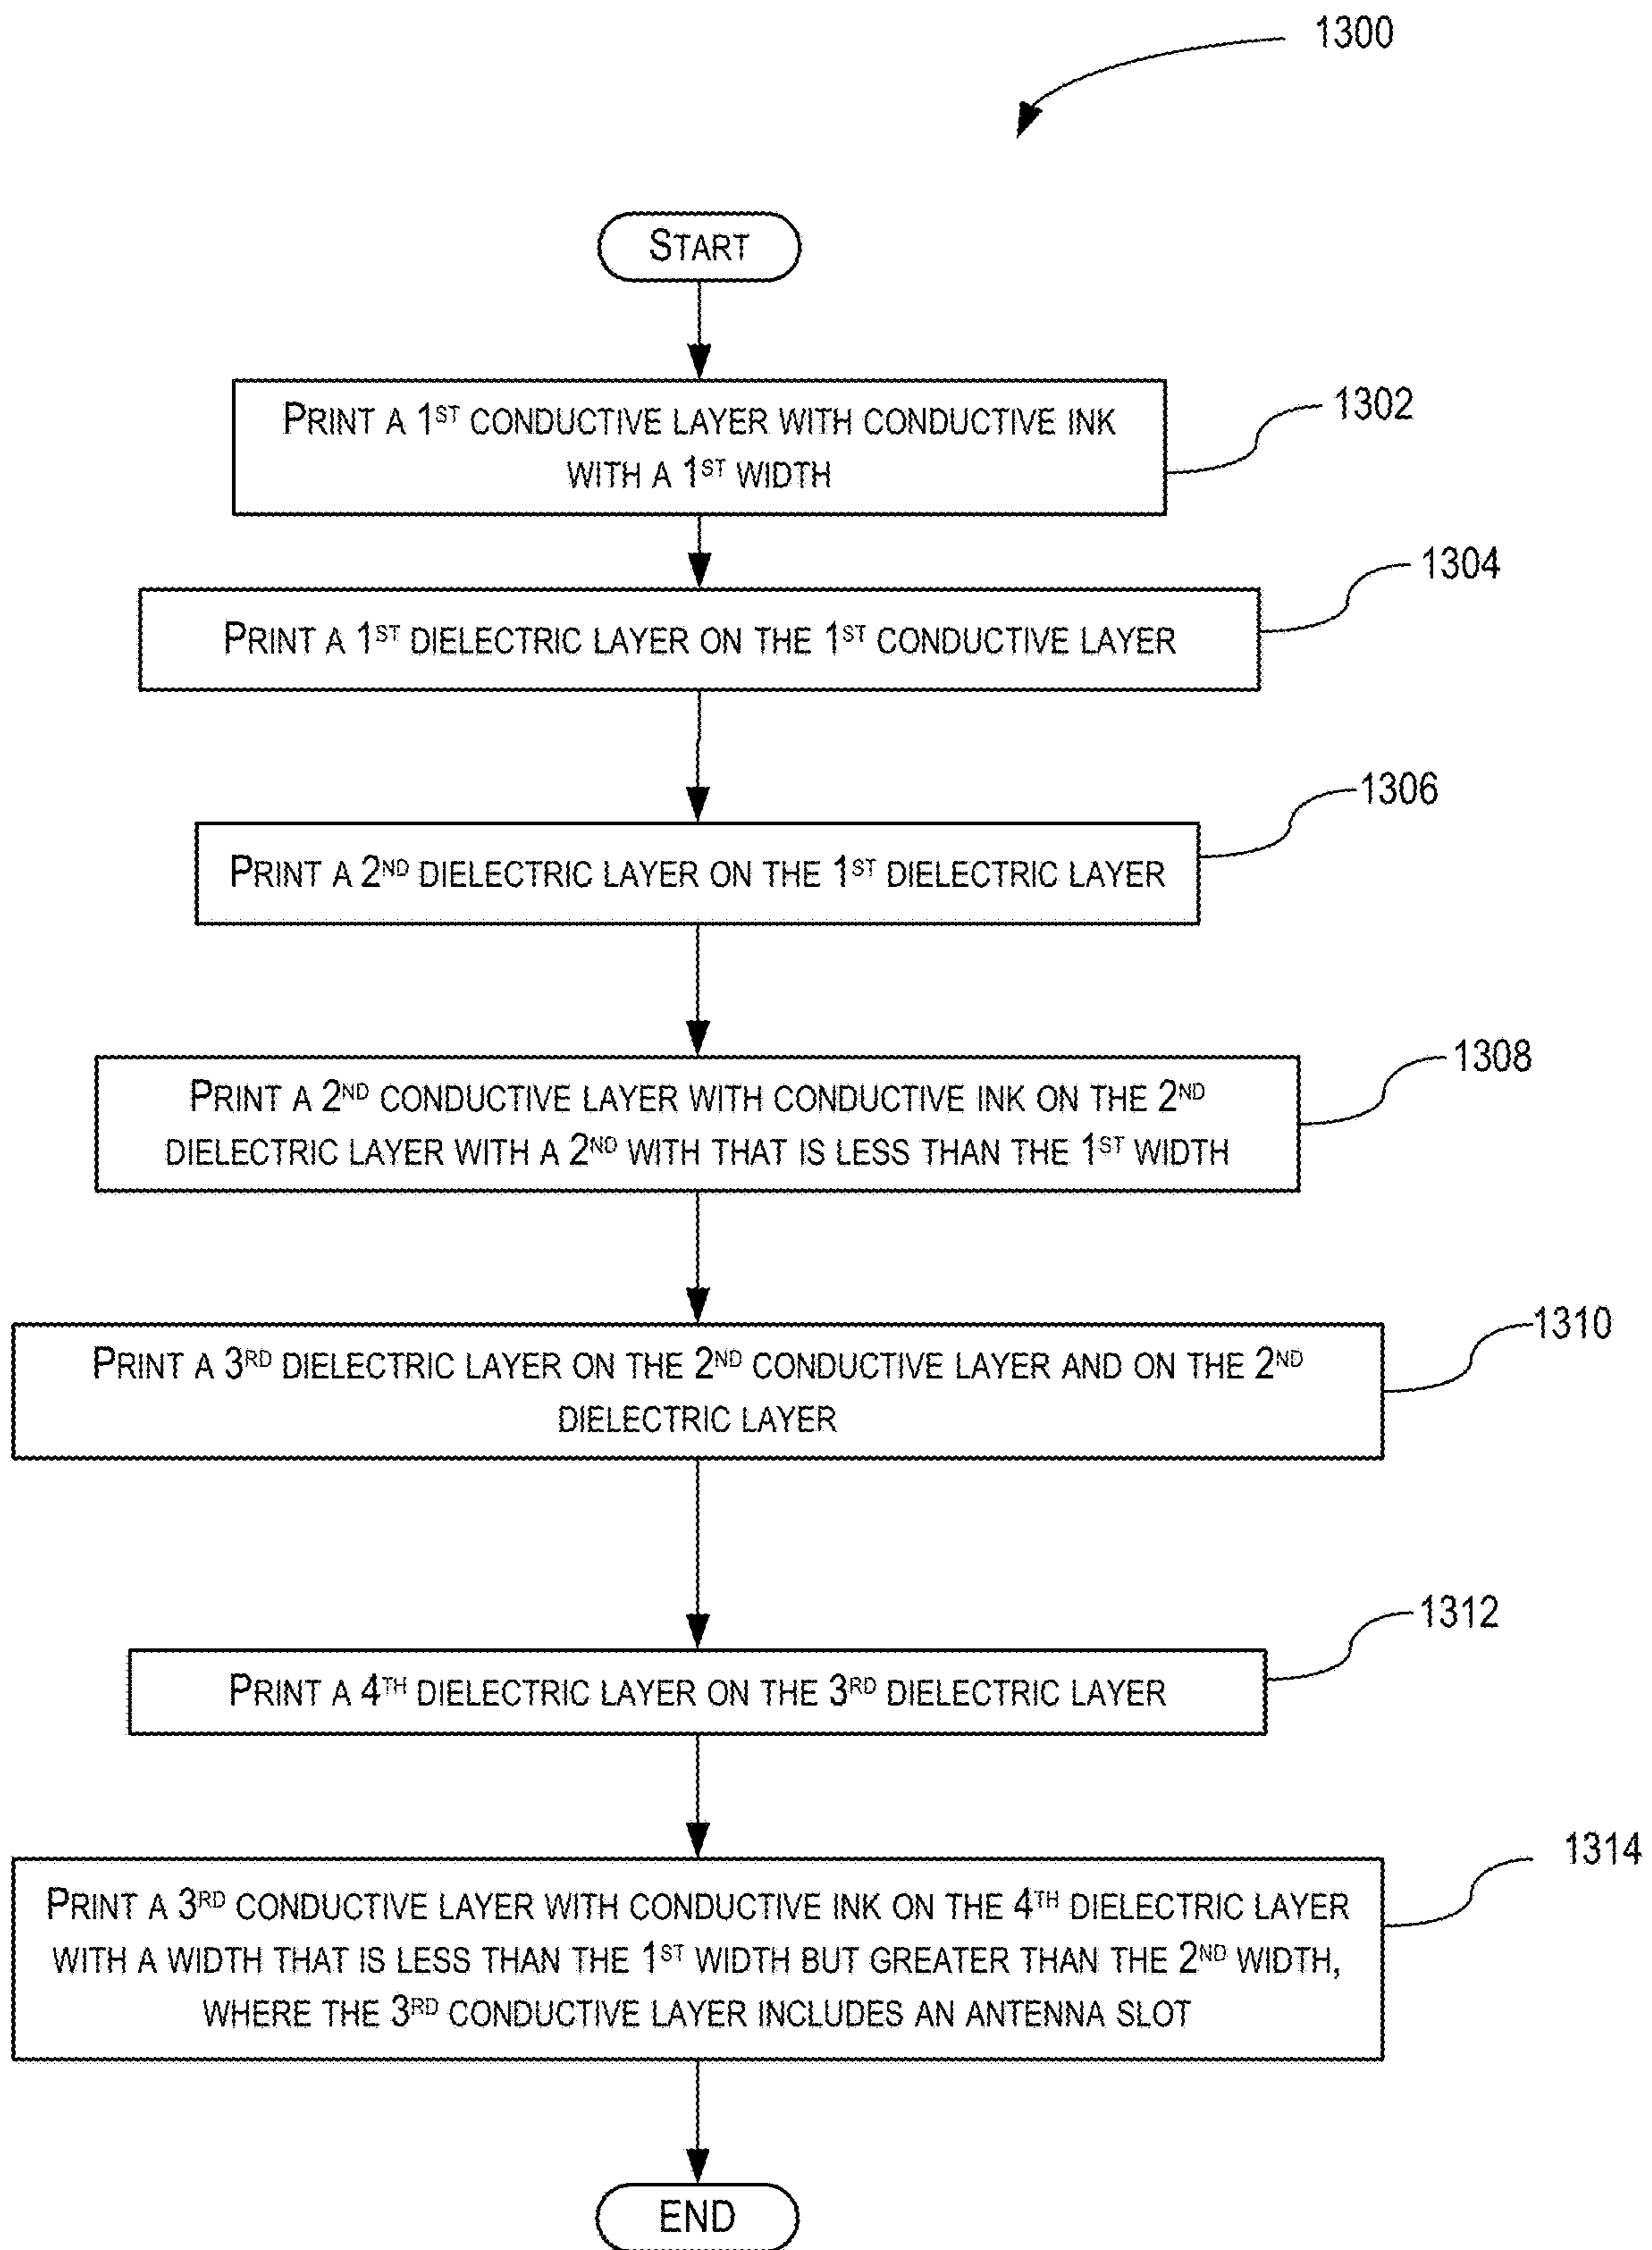 1300
START
PRINT A 1ST CONDUCTIVE LAYER WITH CONDUCTIVE INK
WITH A 1ST WIDTH
1302
1304
PRINT A 1ST DIELECTRIC LAYER ON THE 1ST CONDUCTIVE LAYER
1306
PRINT A 2ND DIELECTRIC LAYER ON THE 1ST DIELECTRIC LAYER
1308
PRINT A 2ND CONDUCTIVE LAYER WITH CONDUCTIVE INK ON THE 2ND
DIELECTRIC LAYER WITH A 2ND WITH THAT IS LESS THAN THE 1ST WIDTH
1310
PRINT A 3RD DIELECTRIC LAYER ON THE 2ND CONDUCTIVE LAYER AND ON THE 2ND
DIELECTRIC LAYER
1312
PRINT A 4TH DIELECTRIC LAYER ON THE 3RD DIELECTRIC LAYER
1314
PRINT A 3RD CONDUCTIVE LAYER WITH CONDUCTIVE INK ON THE 4TH DIELECTRIC LAYER
WITH A WIDTH THAT IS LESS THAN THE 1ST WIDTH BUT GREATER THAN THE 2ND WIDTH,
WHERE THE 3RD CONDUCTIVE LAYER INCLUDES AN ANTENNA SLOT
END